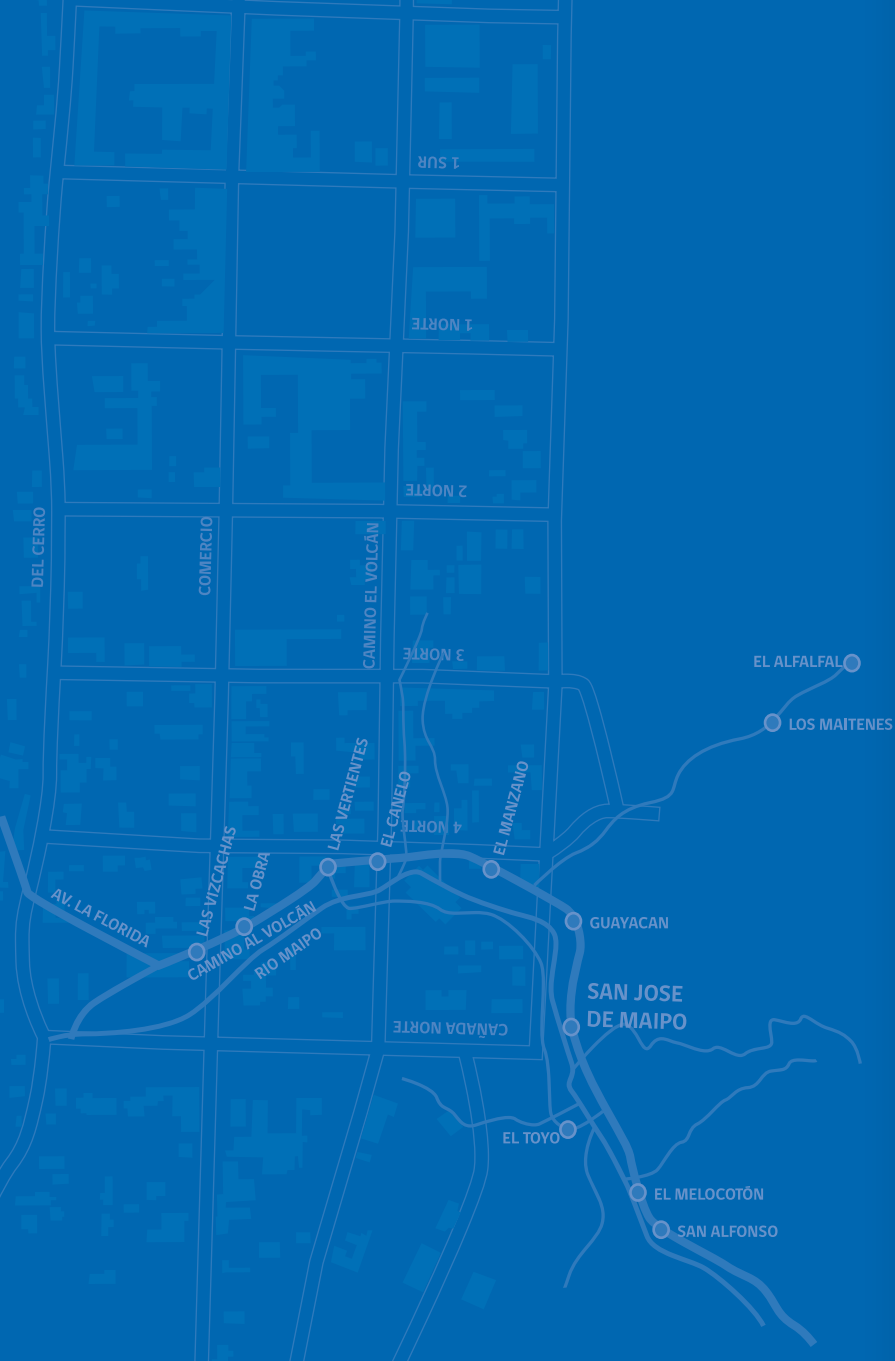 1 SUR
1 NORTE
2 NORTE
DEL CERRO
COMERCIO
CAMINO EL VOLCÁN
3 NORTE
EL ALFALFAL
LOS MAITENES
LAS VERTIENTES
EL CANELO
EL MANZANO
4 NORTE
LAS VIZCACHAS
LA OBRA
AV. LA FLORIDA
CAMINO AL VOLCÁN
RIO MAIPO
GUAYACAN
SAN JOSE
DE MAIPO
CAÑADA NORTE
EL TOYO
EL MELOCOTÓN
SAN ALFONSO